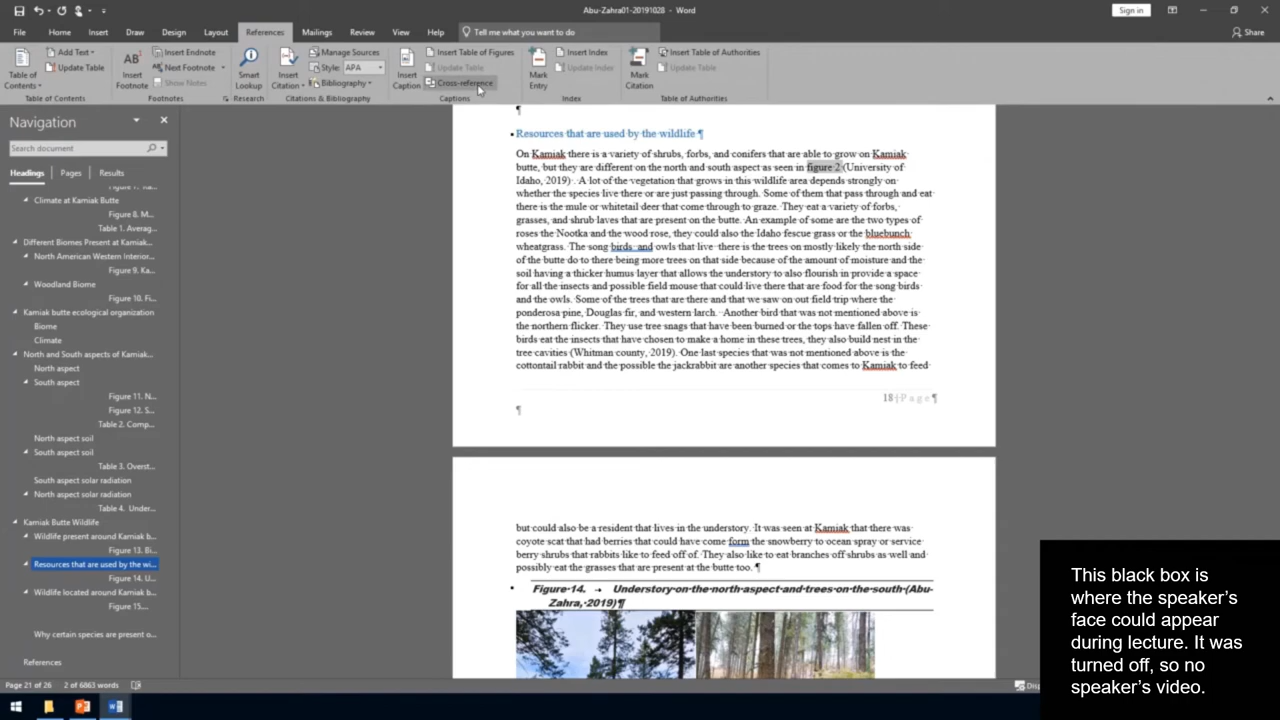 Abu-Zahra01-20191028 - Word
Sign in
File Home Insert Draw Design Layout References Mailings Review View Help Tell me what you want to do
Share
Table of Contents
Add Text
Update Table
Table of Contents
AB¹
Insert Footnote
Insert Endnote
Next Footnote
Show Notes
Footnotes
Smart Lookup
Research
Insert Citation
Manage Sources
Style: APA
Bibliography
Citations & Bibliography
Insert Caption
Insert Table of Figures
Update Table
Cross-reference
Captions
Mark Entry
Insert Index
Update Index
Index
Mark Citation
Insert Table of Authorities
Update Table
Table of Authorities
Navigation
Search document
Headings Pages Results
Climate at Kamiak Butte
Figure 8. M...
Table 1. Averag...
Different Biomes Present at Kamiak...
North American Western Interior...
Figure 9. Ka...
Woodland Biome
Figure 10. Fi...
Kamiak butte ecological organization
Biome
Climate
North and South aspects of Kamiak...
North aspect
South aspect
Figure 11. N...
Figure 12. S...
Table 2. Comp...
North aspect soil
South aspect soil
Table 3. Overst...
South aspect solar radiation
North aspect solar radiation
Table 4. Under...
Kamiak Butte Wildlife
Wildlife present around Kamiak b...
Figure 13. Bi...
Resources that are used by the wi...
Figure 14. U...
Wildlife located around Kamiak b...
Figure 15....
Why certain species are present o...
References
¶
Resources that are used by the wildlife ¶
On Kamiak there is a variety of shrubs, forbs, and conifers that are able to grow on Kamiak
butte, but they are different on the north and south aspect as seen in figure 2 (University of
Idaho, 2019) . A lot of the vegetation that grows in this wildlife area depends strongly on
whether the species live there or are just passing through. Some of them that pass through and eat
there is the mule or whitetail deer that come through to graze. They eat a variety of forbs,
grasses, and shrub laves that are present on the butte. An example of some are the two types of
roses the Nootka and the wood rose, they could also the Idaho fescue grass or the bluebunch
wheatgrass. The song birds and owls that live there is the trees on mostly likely the north side
of the butte do to there being more trees on that side because of the amount of moisture and the
soil having a thicker humus layer that allows the understory to also flourish in provide a space
for all the insects and possible field mouse that could live there that are food for the song birds
and the owls. Some of the trees that are there and that we saw on out field trip where the
ponderosa pine, Douglas fir, and western larch. Another bird that was not mentioned above is
the northern flicker. They use tree snags that have been burned or the tops have fallen off. These
birds eat the insects that have chosen to make a home in these trees, they also build nest in the
tree cavities (Whitman county, 2019). One last species that was not mentioned above is the
cottontail rabbit and the possible the jackrabbit are another species that comes to Kamiak to feed
18 | P a g e ¶
¶
but could also be a resident that lives in the understory. It was seen at Kamiak that there was
coyote scat that had berries that could have come form the snowberry to ocean spray or service
berry shrubs that rabbits like to feed off of. They also like to eat branches off shrubs as well and
possibly eat the grasses that are present at the butte too. ¶
Figure 14. → Understory on the north aspect and trees on the south (Abu-
Zahra, 2019)¶
This black box is
where the speaker's
face could appear
during lecture. It was
turned off, so no
speaker's video.
Page 21 of 26 2 of 6863 words